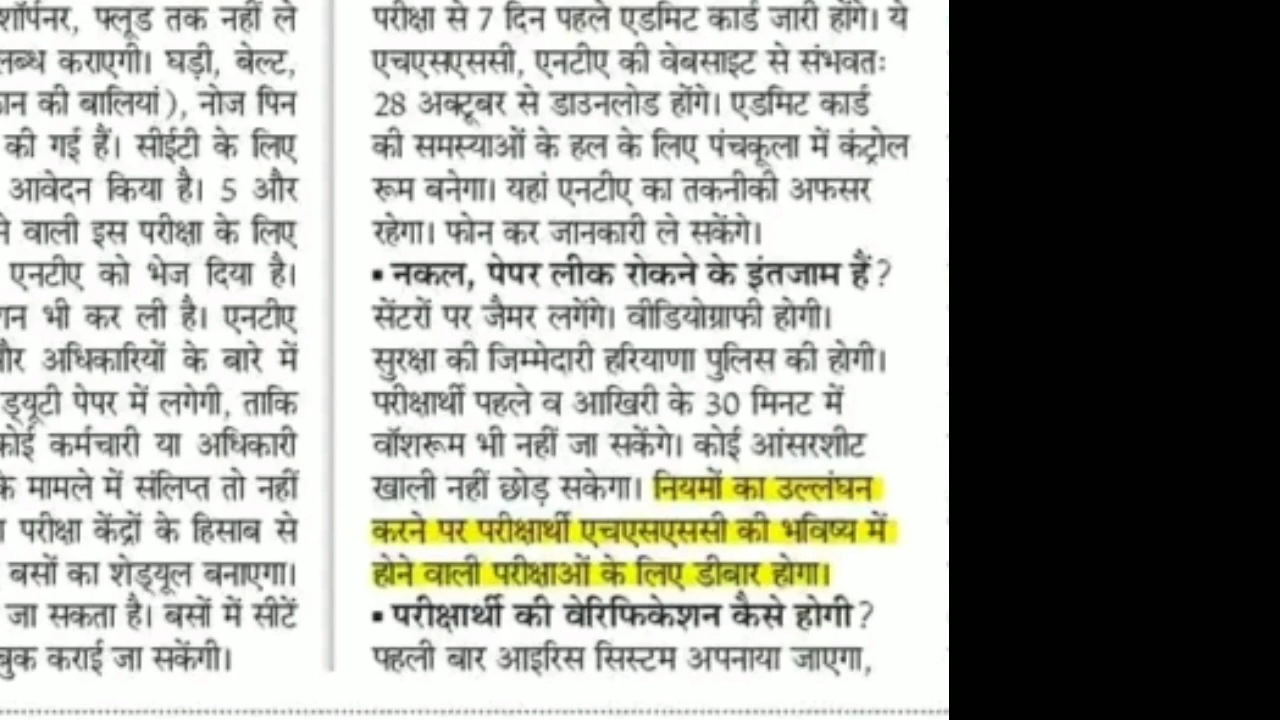 शॉर्पनर, फ्लूड तक नहीं ले
कराएगी। घड़ी, बेल्ट,
की बालियां), नोज पिन
की गई हैं। सीईटी के लिए
आवेदन किया है। 5 और
वाली इस परीक्षा के लिए
एनटीए को भेज दिया है।
भी कर ली है। एनटीए
अधिकारियों के बारे में
ड्यूटी पेपर में लगेगी, ताकि
कोई कर्मचारी या अधिकारी
के मामले में संलिप्त तो नहीं
परीक्षा केंद्रों के हिसाब से
बसों का शेड्यूल बनाएगा।
जा सकता है। बसों में सीटें
बुक कराई जा सकेंगी।
परीक्षा से 7 दिन पहले एडमिट कार्ड जारी होंगे। ये
एचएसएससी, एनटीए की वेबसाइट से संभवतः
28 अक्टूबर से डाउनलोड होंगे। एडमिट कार्ड
की समस्याओं के हल के लिए पंचकूला में कंट्रोल
रूम बनेगा। यहां एनटीए का तकनीकी अफसर
रहेगा। फोन कर जानकारी ले सकेंगे।
▪ नकल, पेपर लीक रोकने के इंतजाम हैं?
सेंटरों पर जैमर लगेंगे। वीडियोग्राफी होगी।
सुरक्षा की जिम्मेदारी हरियाणा पुलिस की होगी।
परीक्षार्थी पहले व आखिरी के 30 मिनट में
वॉशरूम भी नहीं जा सकेंगे। कोई आंसरशीट
खाली नहीं छोड़ सकेगा। नियमों का उल्लंघन
करने पर परीक्षार्थी एचएसएससी की भविष्य में
होने वाली परीक्षाओं के लिए डीबार होगा।
▪ परीक्षार्थी की वेरिफिकेशन कैसे होगी?
पहली बार आइरिस सिस्टम अपनाया जाएगा,